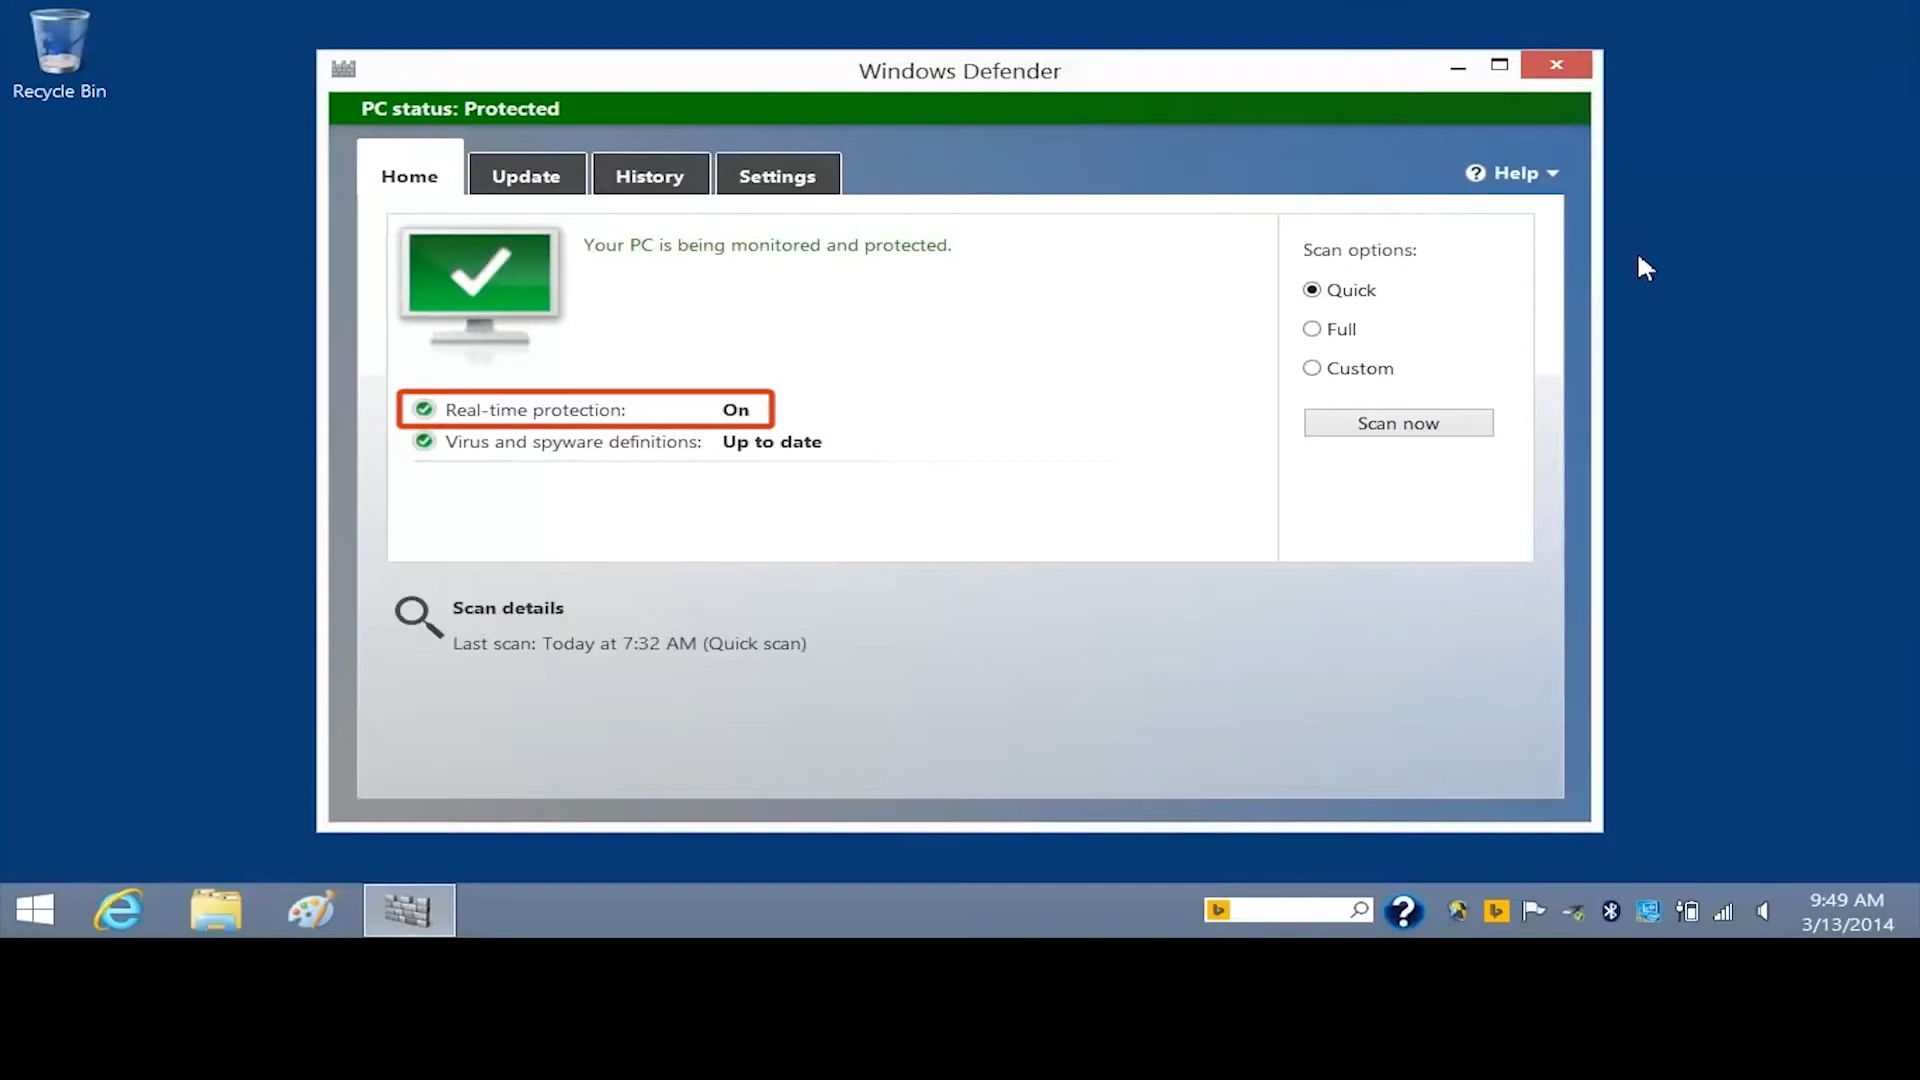 Recycle Bin
Windows Defender
PC status: Protected
Home
Update
History
Settings
Help
Your PC is being monitored and protected.
Scan options:
Quick
Full
Custom
Scan now
Real-time protection: On
Virus and spyware definitions: Up to date
Scan details
Last scan: Today at 7:32 AM (Quick scan)
9:49 AM
3/13/2014